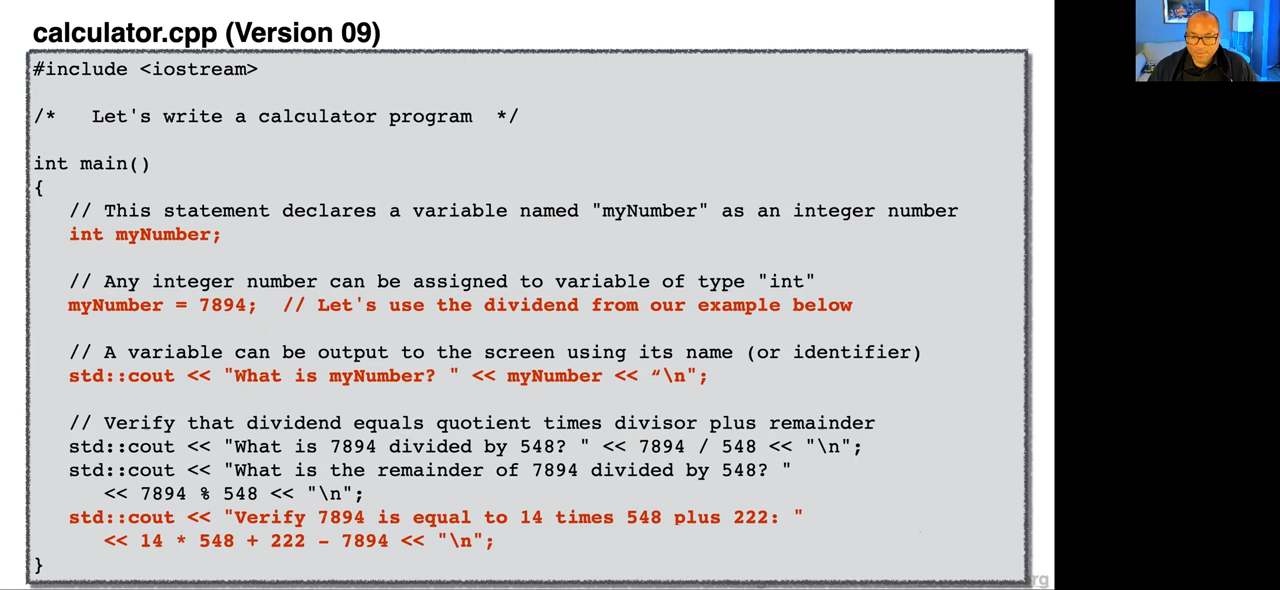 calculator.cpp (Version 09)
#include <iostream>
/*   Let's write a calculator program  */
int main()
{
// This statement declares a variable named "myNumber" as an integer number
int myNumber;
// Any integer number can be assigned to variable of type "int"
myNumber = 7894;  // Let's use the dividend from our example below
// A variable can be output to the screen using its name (or identifier)
std::cout << "What is myNumber? " << myNumber << “\n";
// Verify that dividend equals quotient times divisor plus remainder
std::cout << "What is 7894 divided by 548? " << 7894 / 548 << "\n";
std::cout << "What is the remainder of 7894 divided by 548? "
<< 7894 % 548 << "\n";
std::cout << "Verify 7894 is equal to 14 times 548 plus 222: "
<< 14 * 548 + 222 - 7894 << "\n";
}